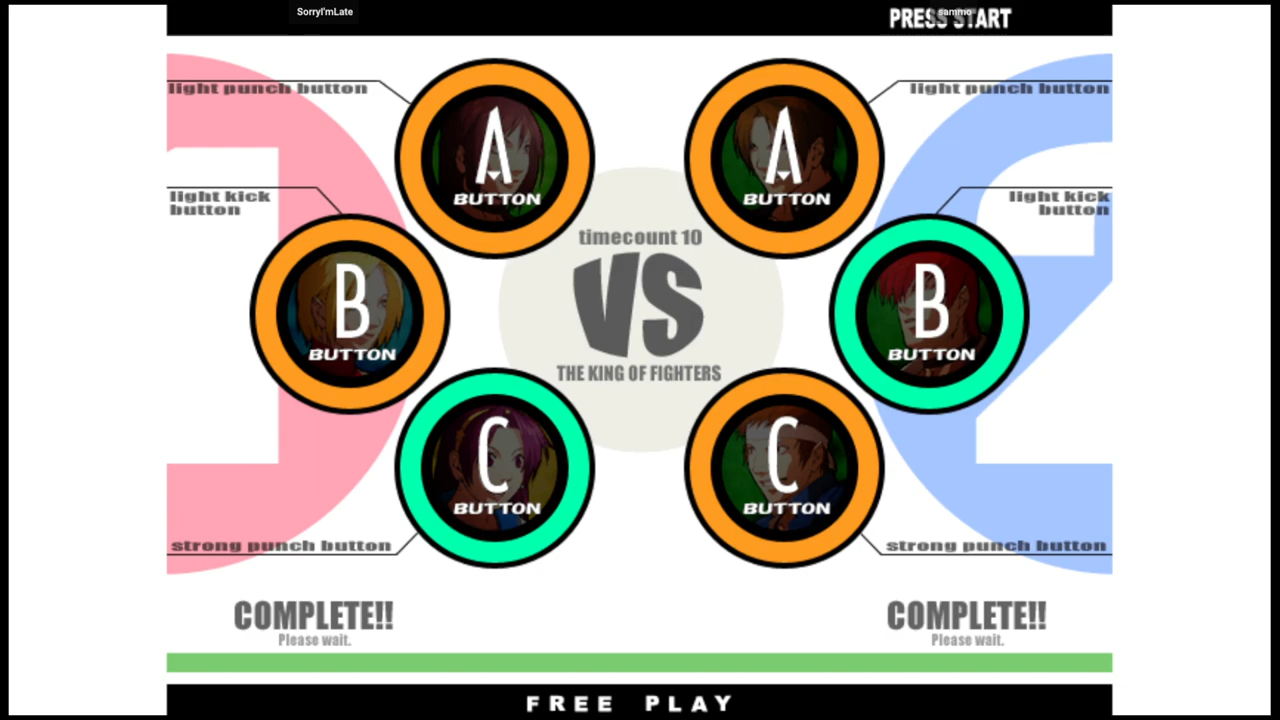 SorryI'mLate
sammo
PRESS START
light punch button
A
BUTTON
A
BUTTON
light punch button
light kick
button
B
BUTTON
timecount 10
VS
THE KING OF FIGHTERS
light kick
button
B
BUTTON
C
BUTTON
C
BUTTON
strong punch button
strong punch button
COMPLETE!!
Please wait.
COMPLETE!!
Please wait.
FREE PLAY